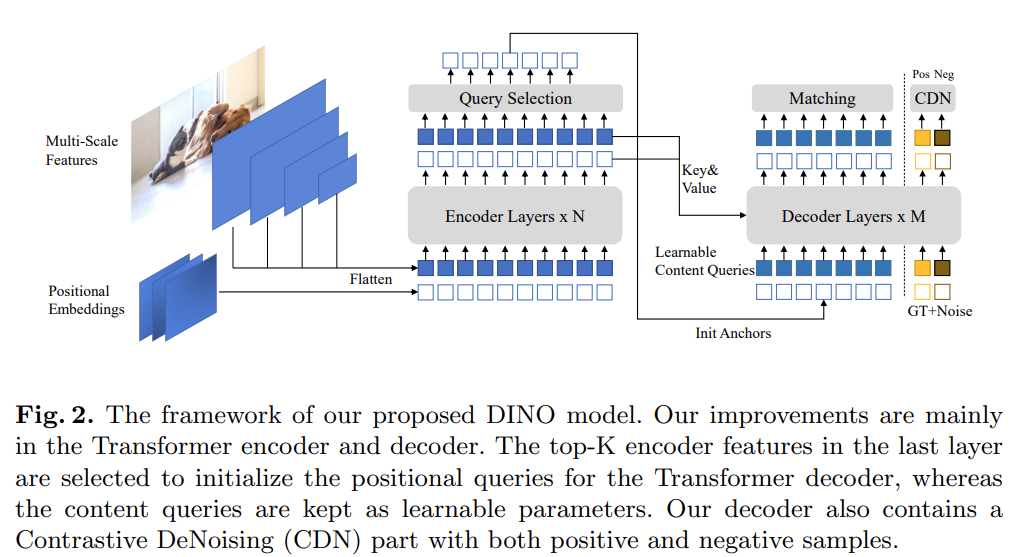 Pos Neg
Query Selection
Matching
CDN
Multi-Scale
Features
Key&
Value
Encoder Layers x N
Decoder Layers x M
Learnable
Content Queries
Flatten
Positional
Embeddings
GT+Noise
Init Anchors
Fig. 2. The framework of our proposed DINO model. Our improvements are mainly
in the Transformer encoder and decoder. The top-K encoder features in the last layer
are selected to initialize the positional queries for the Transformer decoder, whereas
the content queries are kept as learnable parameters. Our decoder also contains a
Contrastive DeNoising (CDN) part with both positive and negative samples.